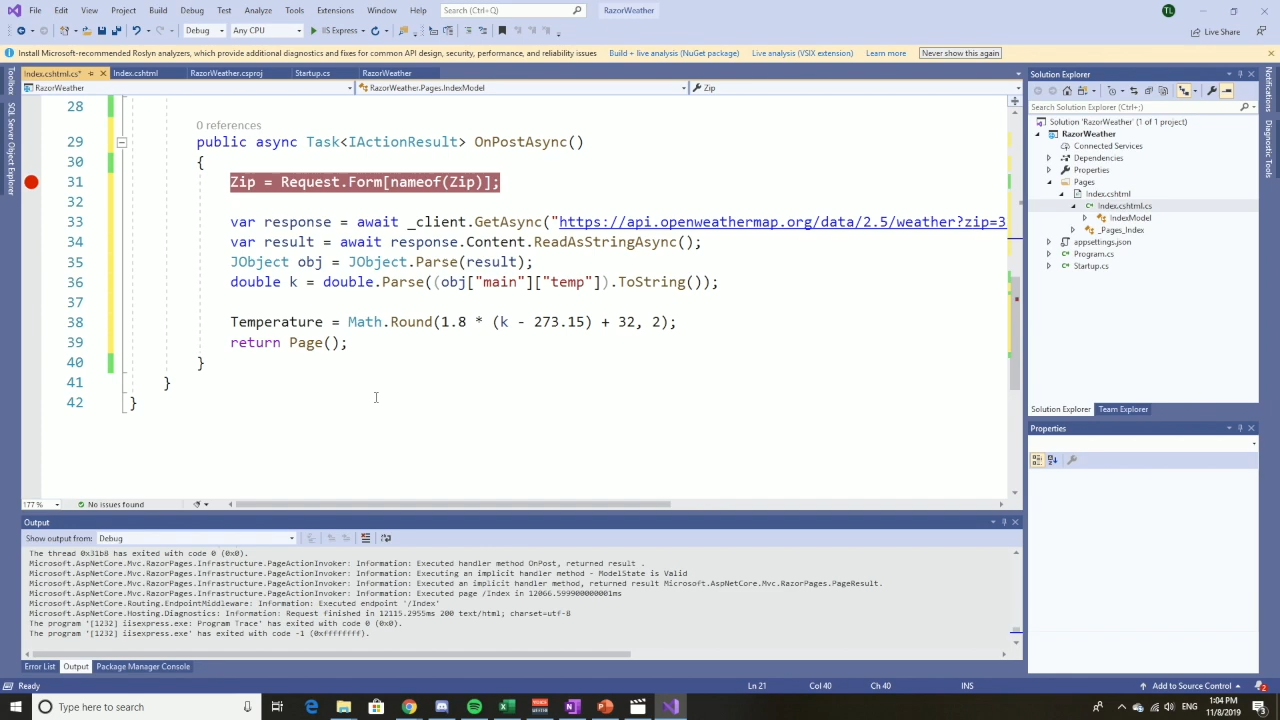 File Edit View Project Build Debug Test Analyze Tools Extensions Window Help Search (Ctrl+Q) RazorWeather TL
Debug Any CPU IIS Express Live Share
Install Microsoft-recommended Roslyn analyzers, which provide additional diagnostics and fixes for common API design, security, performance, and reliability issues Build + live analysis (NuGet package) Live analysis (VSIX extension) Learn more Never show this again
Index.cshtml.cs* Index.cshtml RazorWeather.csproj Startup.cs RazorWeather
RazorWeather RazorWeather.Pages.IndexModel Zip
Toolbox
SQL Server Object Explorer
28
0 references
29 public async Task<IActionResult> OnPostAsync()
30 {
31 Zip = Request.Form[nameof(Zip)];
32
33 var response = await _client.GetAsync("https://api.openweathermap.org/data/2.5/weather?zip=3
34 var result = await response.Content.ReadAsStringAsync();
35 JObject obj = JObject.Parse(result);
36 double k = double.Parse((obj["main"]["temp"]).ToString());
37
38 Temperature = Math.Round(1.8 * (k - 273.15) + 32, 2);
39 return Page();
40 }
41 }
42 }
177 % No issues found
Solution Explorer
Search Solution Explorer (Ctrl+;)
Solution 'RazorWeather' (1 of 1 project)
RazorWeather
Connected Services
Dependencies
Properties
Pages
Index.cshtml
Index.cshtml.cs
IndexModel
_Pages_Index
appsettings.json
Program.cs
Startup.cs
Solution Explorer Team Explorer
Properties
Notifications
Diagnostic Tools
Output
Show output from: Debug
The thread 0x31b8 has exited with code 0 (0x0).
Microsoft.AspNetCore.Mvc.RazorPages.Infrastructure.PageActionInvoker: Information: Executed handler method OnPost, returned result .
Microsoft.AspNetCore.Mvc.RazorPages.Infrastructure.PageActionInvoker: Information: Executing an implicit handler method - ModelState is Valid
Microsoft.AspNetCore.Mvc.RazorPages.Infrastructure.PageActionInvoker: Information: Executed an implicit handler method, returned result Microsoft.AspNetCore.Mvc.RazorPages.PageResult.
Microsoft.AspNetCore.Mvc.RazorPages.Infrastructure.PageActionInvoker: Information: Executed page /Index in 12066.599900000001ms
Microsoft.AspNetCore.Routing.EndpointMiddleware: Information: Executed endpoint '/Index'
Microsoft.AspNetCore.Hosting.Diagnostics: Information: Request finished in 12115.2955ms 200 text/html; charset=utf-8
The program '[1232] iisexpress.exe: Program Trace' has exited with code 0 (0x0).
The program '[1232] iisexpress.exe' has exited with code -1 (0xffffffff).
Error List Output Package Manager Console
Ready Ln 21 Col 40 Ch 40 INS Add to Source Control 2
Type here to search 1:04 PM
11/8/2019